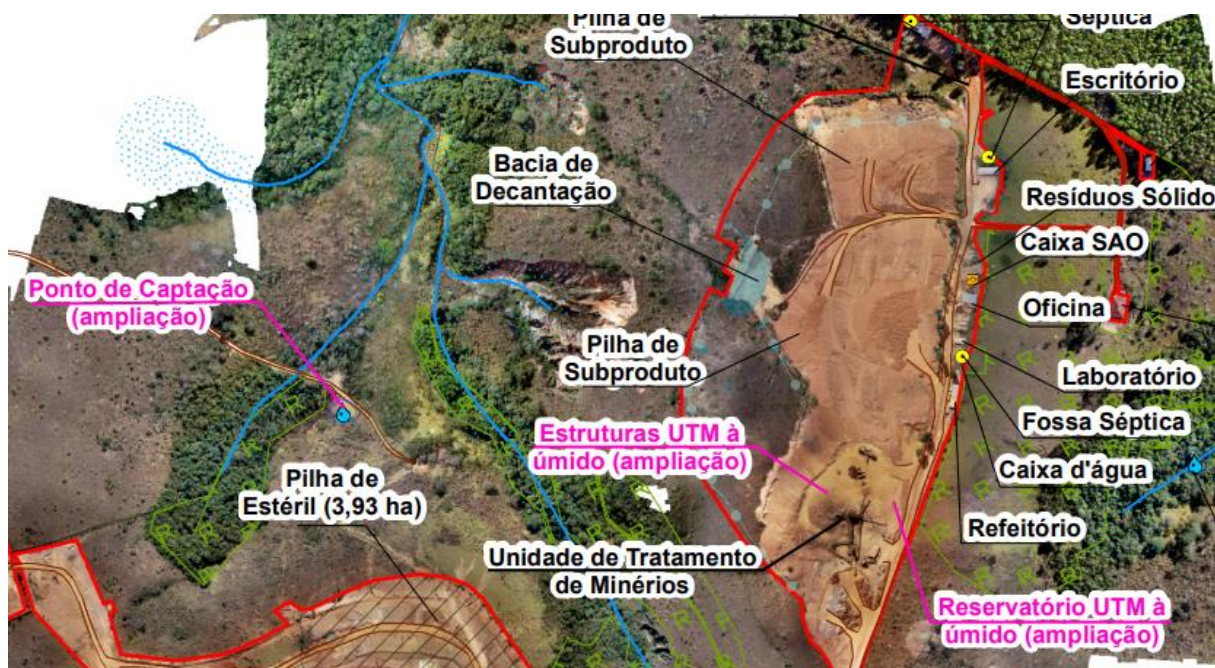 Pilha de
Subproduto
Séptica
Escritório
Bacia de
Decantação
Resíduos Sólido
Caixa SAO
Ponto de Captação
(ampliação)
Oficina
Pilha de
Subproduto
Laboratório
Estruturas UTM à
úmido (ampliação)
Fossa Séptica
Caixa d'água
Pilha de
Estéril (3,93 ha)
Refeitório
Unidade de Tratamento
de Minérios
Reservatório UTM à
úmido (ampliação)
R
R
R
R
R
R
R
R